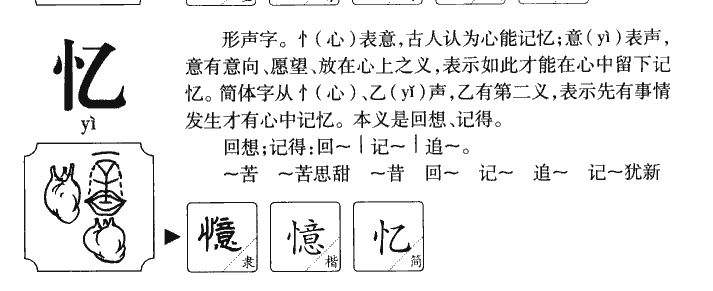 忆
yì
形声字。忄(心)表意,古人认为心能记忆;意(yì)表声,
意有意向、愿望、放在心上之义,表示如此才能在心中留下记
忆。简体字从忄(心)、乙(yǐ)声,乙有第二义,表示先有事情
发生才有心中记忆。本义是回想、记得。
回想;记得:回～｜记～｜追～。
～苦 ～苦思甜 ～昔 回～ 记～ 追～ 记～犹新
憶 隶
憶 楷
忆 简